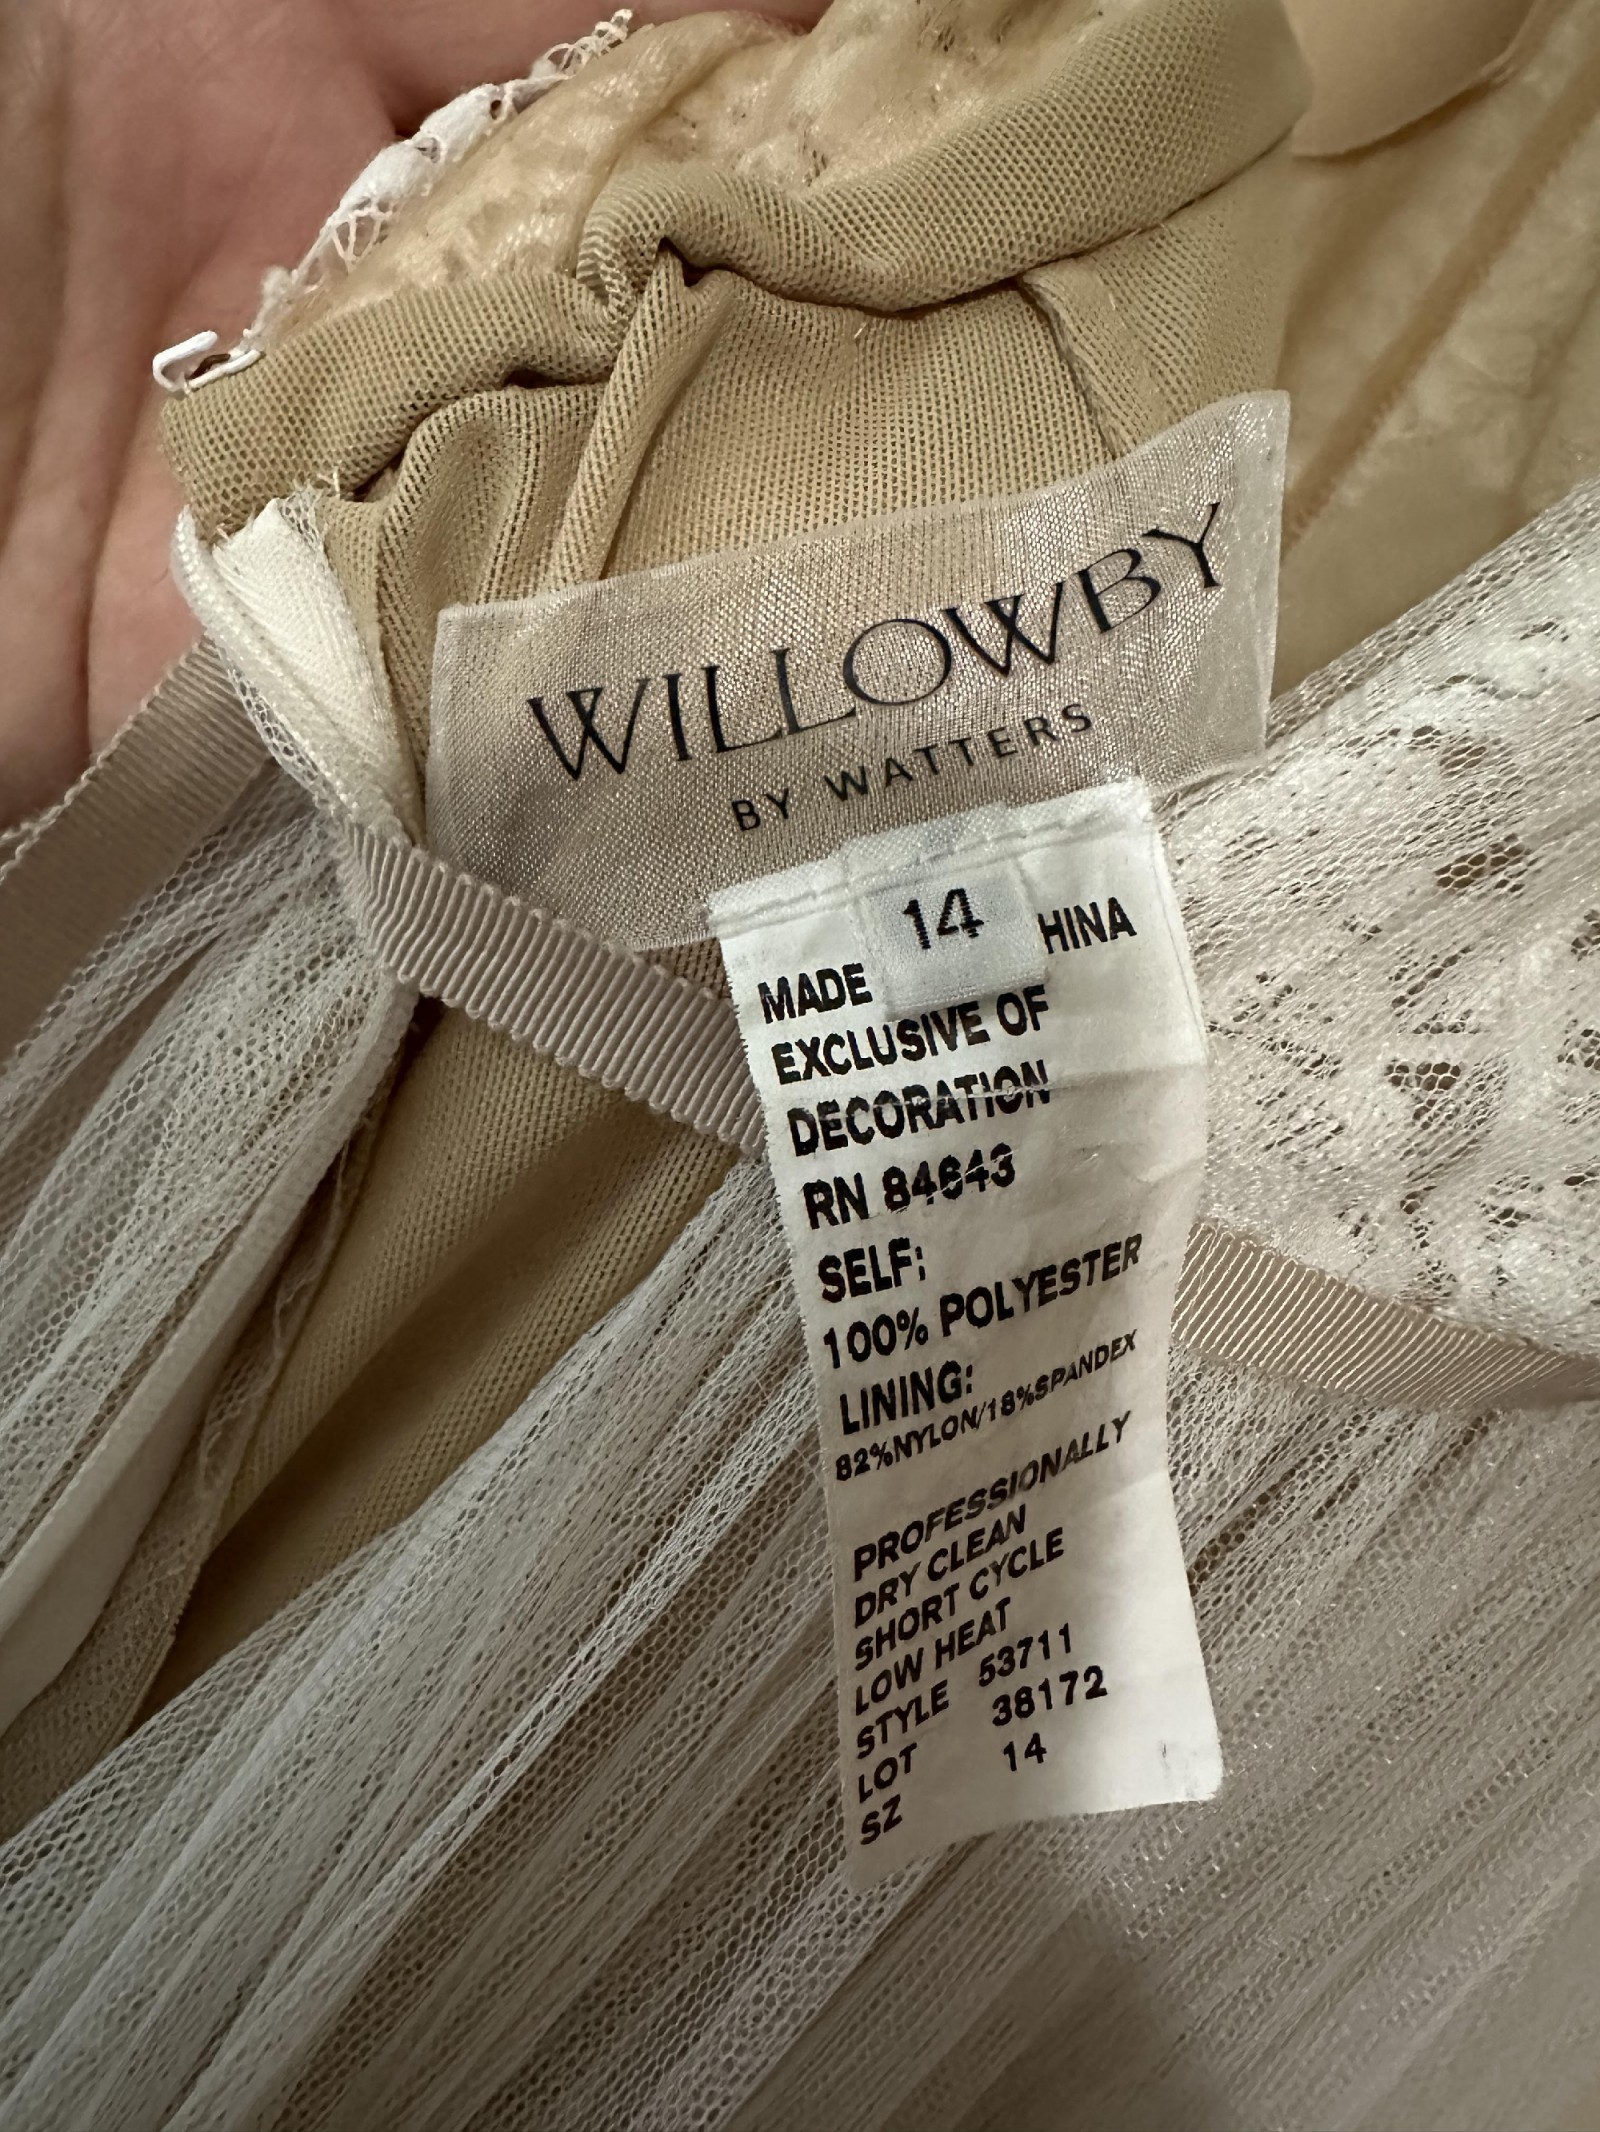 WILLOWBY
BY WATTERS
14
MADE HINA
EXCLUSIVE OF
DECORATION
RN 84643
SELF:
100% POLYESTER
LINING:
82%NYLON/18%SPANDEX
PROFESSIONALLY
DRY CLEAN
SHORT CYCLE
LOW HEAT
STYLE 53711
LOT 38172
SZ 14